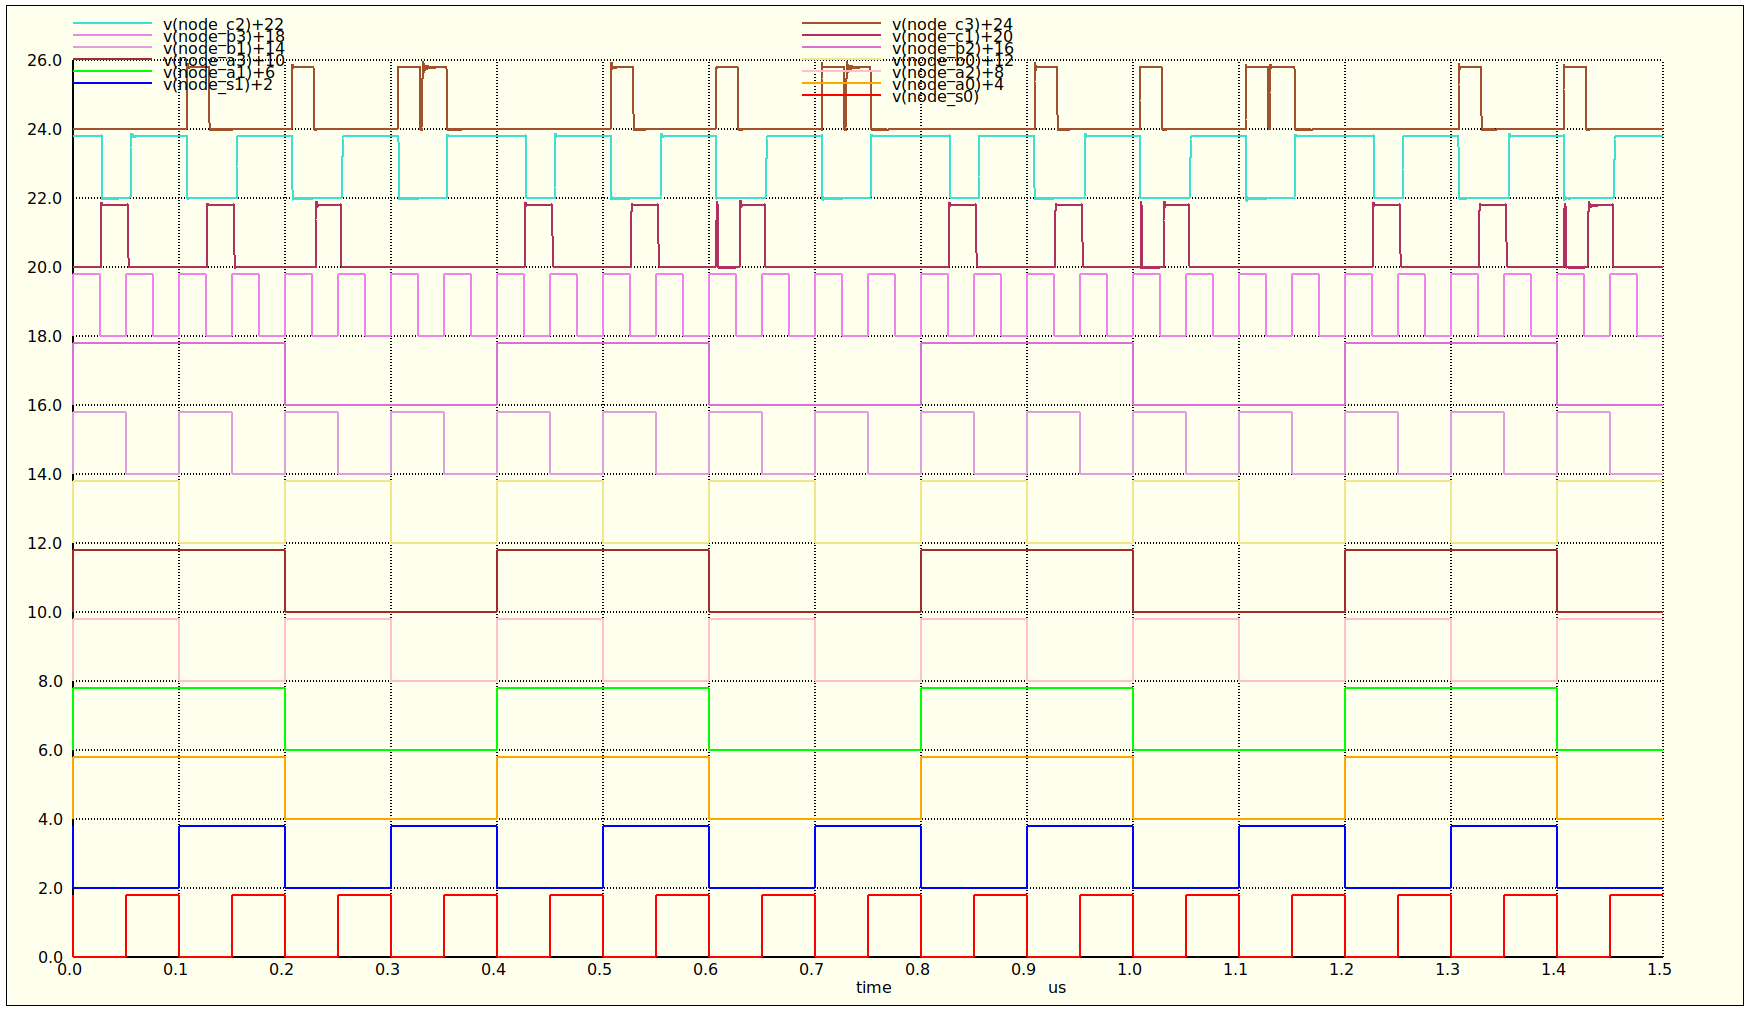 v(node_c2)+22 v(node_c3)+24
v(node_b3)+18 v(node_c1)+20
v(node_b1)+14 v(node_b2)+16
v(node_a3)+10 v(node_b0)+12
v(node_a1)+6 v(node_a2)+8
v(node_s1)+2 v(node_a0)+4
v(node_s0)
26.0
24.0
22.0
20.0
18.0
16.0
14.0
12.0
10.0
8.0
6.0
4.0
2.0
0.0
0.0 0.1 0.2 0.3 0.4 0.5 0.6 0.7 0.8 0.9 1.0 1.1 1.2 1.3 1.4 1.5
time us